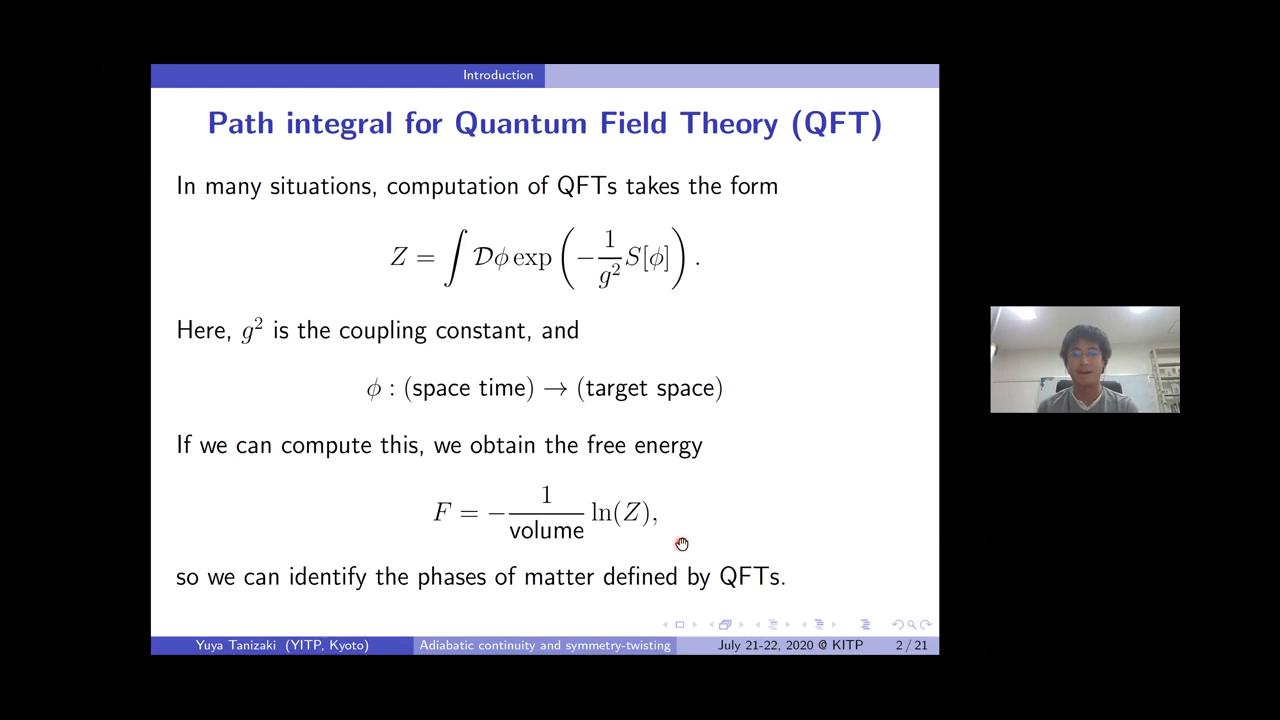 Introduction
Path integral for Quantum Field Theory (QFT)
In many situations, computation of QFTs takes the form
Z = ∫ 𝒟ϕ exp ( − 1/g² S[ϕ] ) .
Here, g² is the coupling constant, and
ϕ : (space time) → (target space)
If we can compute this, we obtain the free energy
F = − 1/volume ln(Z),
so we can identify the phases of matter defined by QFTs.
Yuya Tanizaki (YITP, Kyoto) Adiabatic continuity and symmetry-twisting July 21-22, 2020 @ KITP 2 / 21